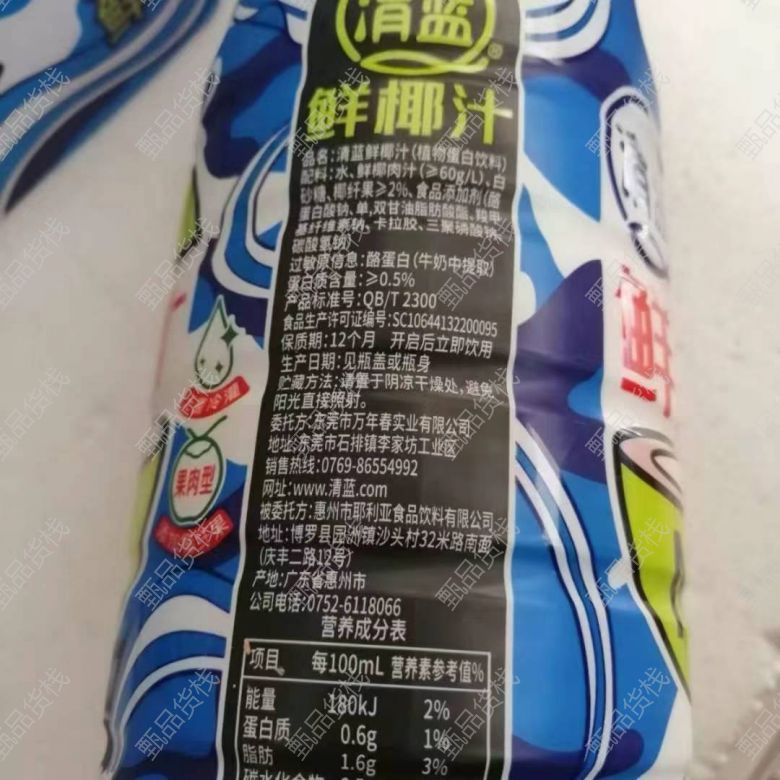 清蓝
®
鲜椰汁
品名:清蓝鲜椰汁(植物蛋白饮料)
配料:水、鲜椰肉汁(≥60g/L)、白
砂糖、椰纤果≥2%、食品添加剂(酪
蛋白酸钠、单,双甘油脂肪酸酯、羧甲
基纤维素钠、卡拉胶、三聚磷酸钠、
碳酸氢钠)
过敏原信息:酪蛋白(牛奶中提取)
蛋白质含量:≥0.5%
产品标准号:QB/T 2300
食品生产许可证编号:SC10644132200095
保质期:12个月 开启后立即饮用
生产日期:见瓶盖或瓶身
贮藏方法:请置于阴凉干燥处,避免
阳光直接照射。
委托方:东莞市万年春实业有限公司
地址:东莞市石排镇李家坊工业区
销售热线:0769-86554992
网址:www.清蓝.com
被委托方:惠州市耶利亚食品饮料有限公司
地址:博罗县园洲镇沙头村32米路南面
(庆丰二路12号)
产地:广东省惠州市
公司电话:0752-6118066
营养成分表
项目 每100mL 营养素参考值%
能量 180kJ 2%
蛋白质 0.6g 1%
脂肪 1.6g 3%
碳水化合物
果肉型
清蓝
鲜
甄品货栈